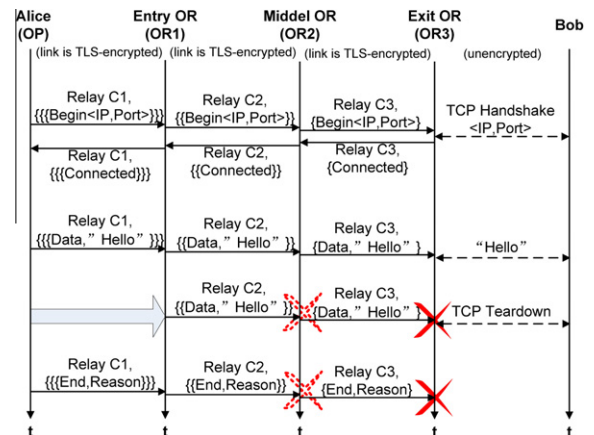 Alice
(OP)
Entry OR
(OR1)
Middel OR
(OR2)
Exit OR
(OR3)
Bob
(link is TLS-encrypted)
(link is TLS-encrypted)
(link is TLS-encrypted)
(unencrypted)
Relay C1,
{{{Begin<IP,Port>}}}
Relay C2,
{{Begin<IP,Port>}}
Relay C3,
{Begin<IP,Port>}
TCP Handshake
<IP,Port>
Relay C1,
{{{Connected}}}
Relay C2,
{{Connected}}
Relay C3,
{Connected}
Relay C1,
{{{Data,” Hello” }}}
Relay C2,
{{Data,” Hello” }}
Relay C3,
{Data,” Hello” }
“Hello”
Relay C2,
{{Data,” Hello” }}
Relay C3,
{Data,” Hello” }
TCP Teardown
Relay C1,
{{{End,Reason}}}
Relay C2,
{{End,Reason}}
Relay C3,
{End,Reason}
t
t
t
t
t